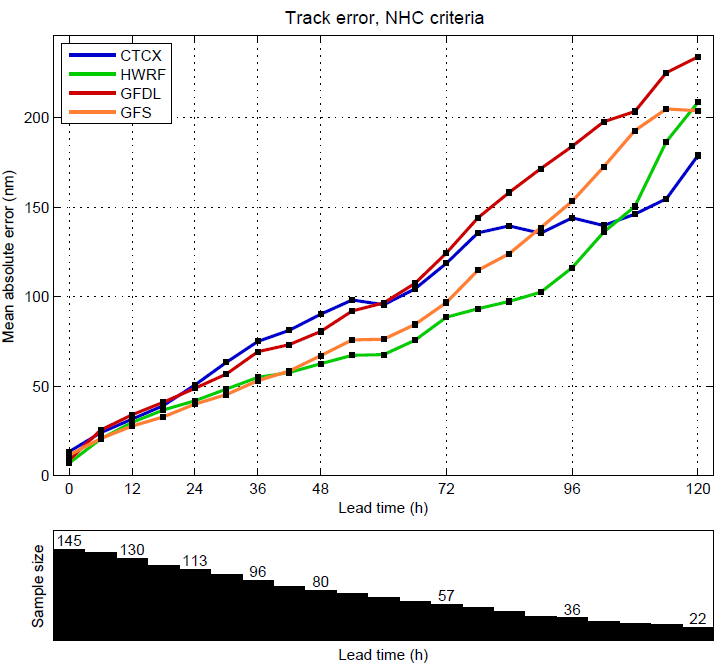 Track error, NHC criteria
CTCX
HWRF
GFDL
GFS
Mean absolute error (nm)
200
150
100
50
0
0 12 24 36 48 72 96 120
Lead time (h)
Sample size
145 130 113 96 80 57 36 22
Lead time (h)